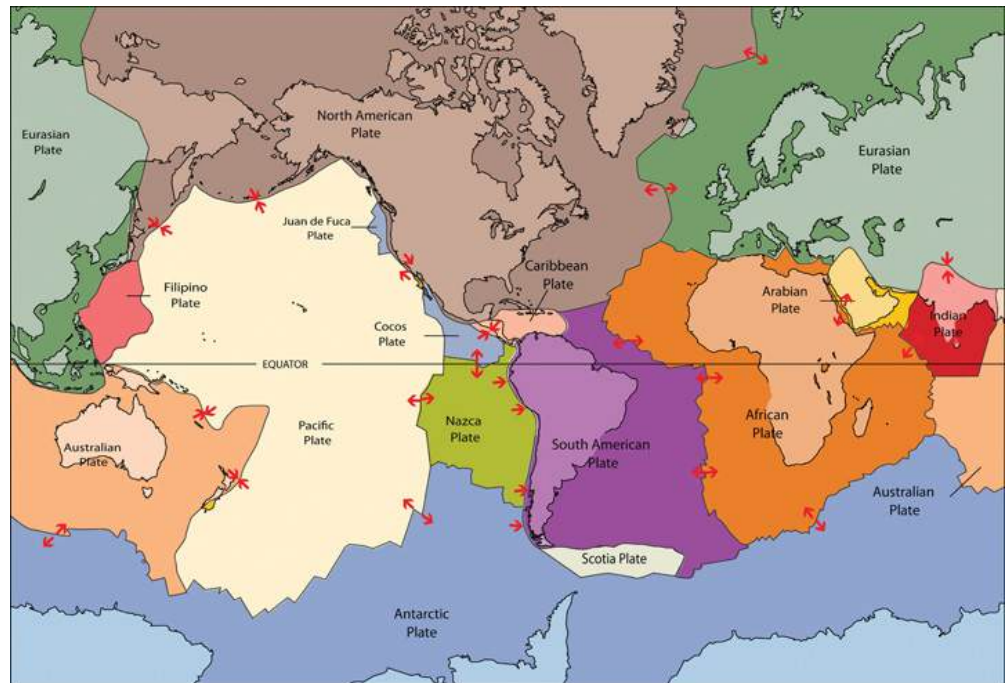 North American
Plate
Eurasian
Plate
Eurasian
Plate
Juan de Fuca
Plate
Caribbean
Plate
Filipino
Plate
Arabian
Plate
Cocos
Plate
Indian
Plate
EQUATOR
Nazca
Plate
Pacific
Plate
African
Plate
Australian
Plate
South American
Plate
Australian
Plate
Scotia Plate
Antarctic
Plate